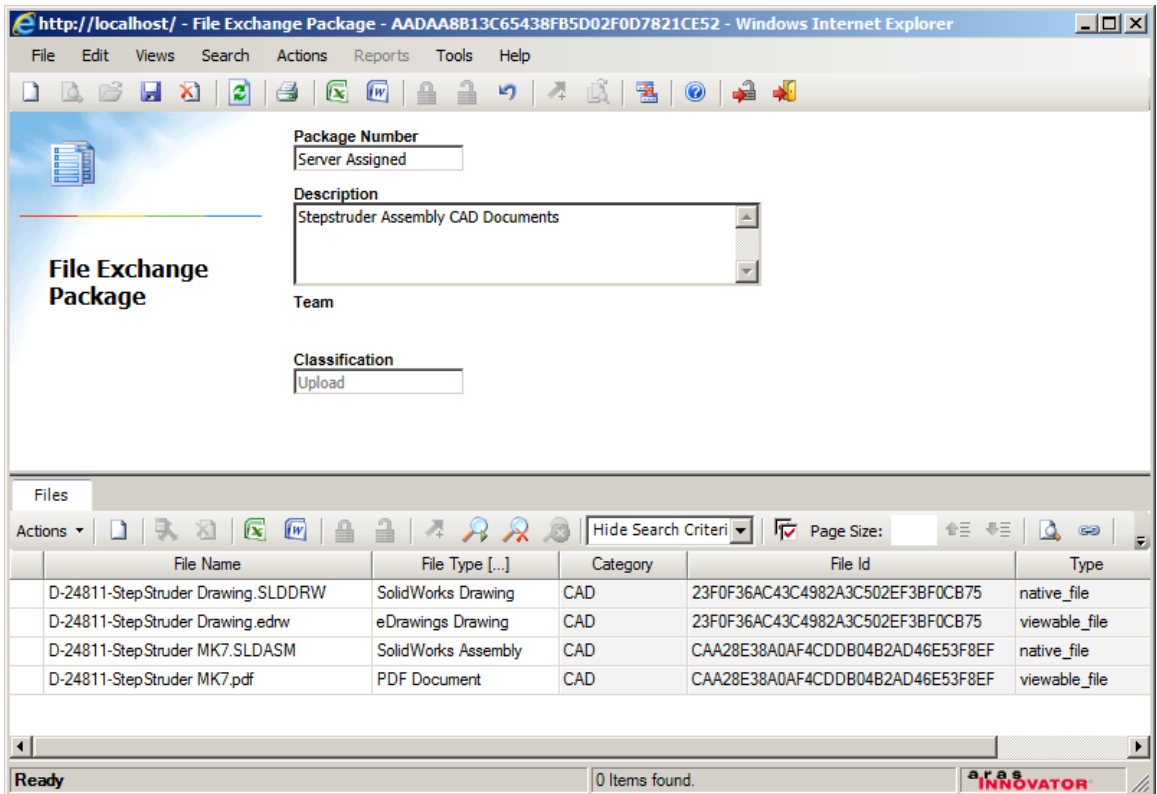 http://localhost/ - File Exchange Package - AADAA8B13C65438FB5D02F0D7821CE52 - Windows Internet Explorer
File Edit Views Search Actions Reports Tools Help
Package Number
Server Assigned
Description
Stepstruder Assembly CAD Documents
File Exchange
Package
Team
Classification
Upload
Files
Actions Hide Search Criteri Page Size:
File Name File Type [...] Category File Id Type
D-24811-StepStruder Drawing.SLDDRW SolidWorks Drawing CAD 23F0F36AC43C4982A3C502EF3BF0CB75 native_file
D-24811-StepStruder Drawing.edrw eDrawings Drawing CAD 23F0F36AC43C4982A3C502EF3BF0CB75 viewable_file
D-24811-StepStruder MK7.SLDASM SolidWorks Assembly CAD CAA28E38A0AF4CDDB04B2AD46E53F8EF native_file
D-24811-StepStruder MK7.pdf PDF Document CAD CAA28E38A0AF4CDDB04B2AD46E53F8EF viewable_file
Ready 0 Items found. aras INNOVATOR